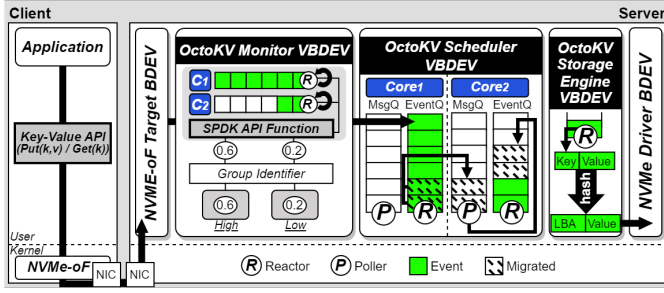 Client
Server
Application
Key-Value API
(Put(k,v) / Get(k))
User
Kernel
NVMe-oF
NIC
NIC
NVME-oF Target BDEV
OctoKV Monitor VBDEV
C1
R
C2
R
SPDK API Function
0.6
0.2
Group Identifier
0.6
0.2
High
Low
OctoKV Scheduler
VBDEV
Core1
Core2
MsgQ
EventQ
MsgQ
EventQ
P
R
P
R
OctoKV
Storage
Engine
VBDEV
R
Key
Value
hash
LBA
Value
NVMe Driver BDEV
R Reactor
P Poller
Event
Migrated